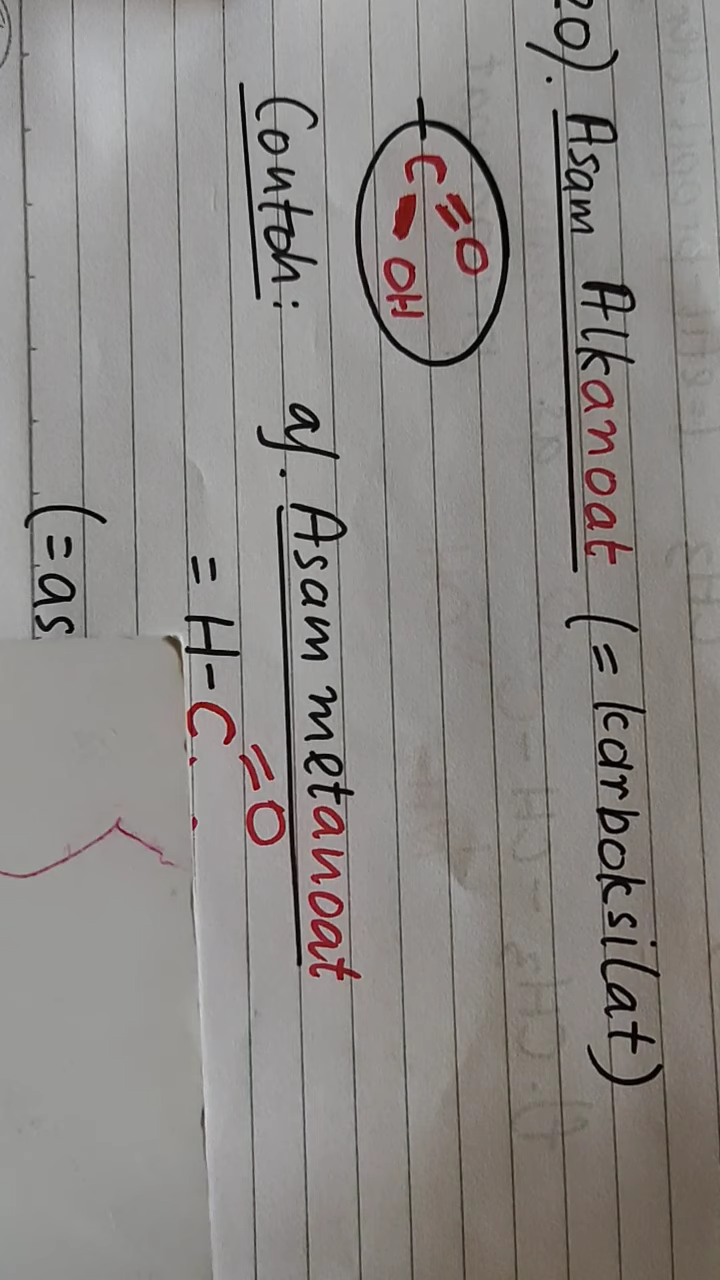 20). Asam Alkanoat (= karboksilat)
-C=O
-OH
Contoh: a/. Asam metanoat
= H-C=O
(= as